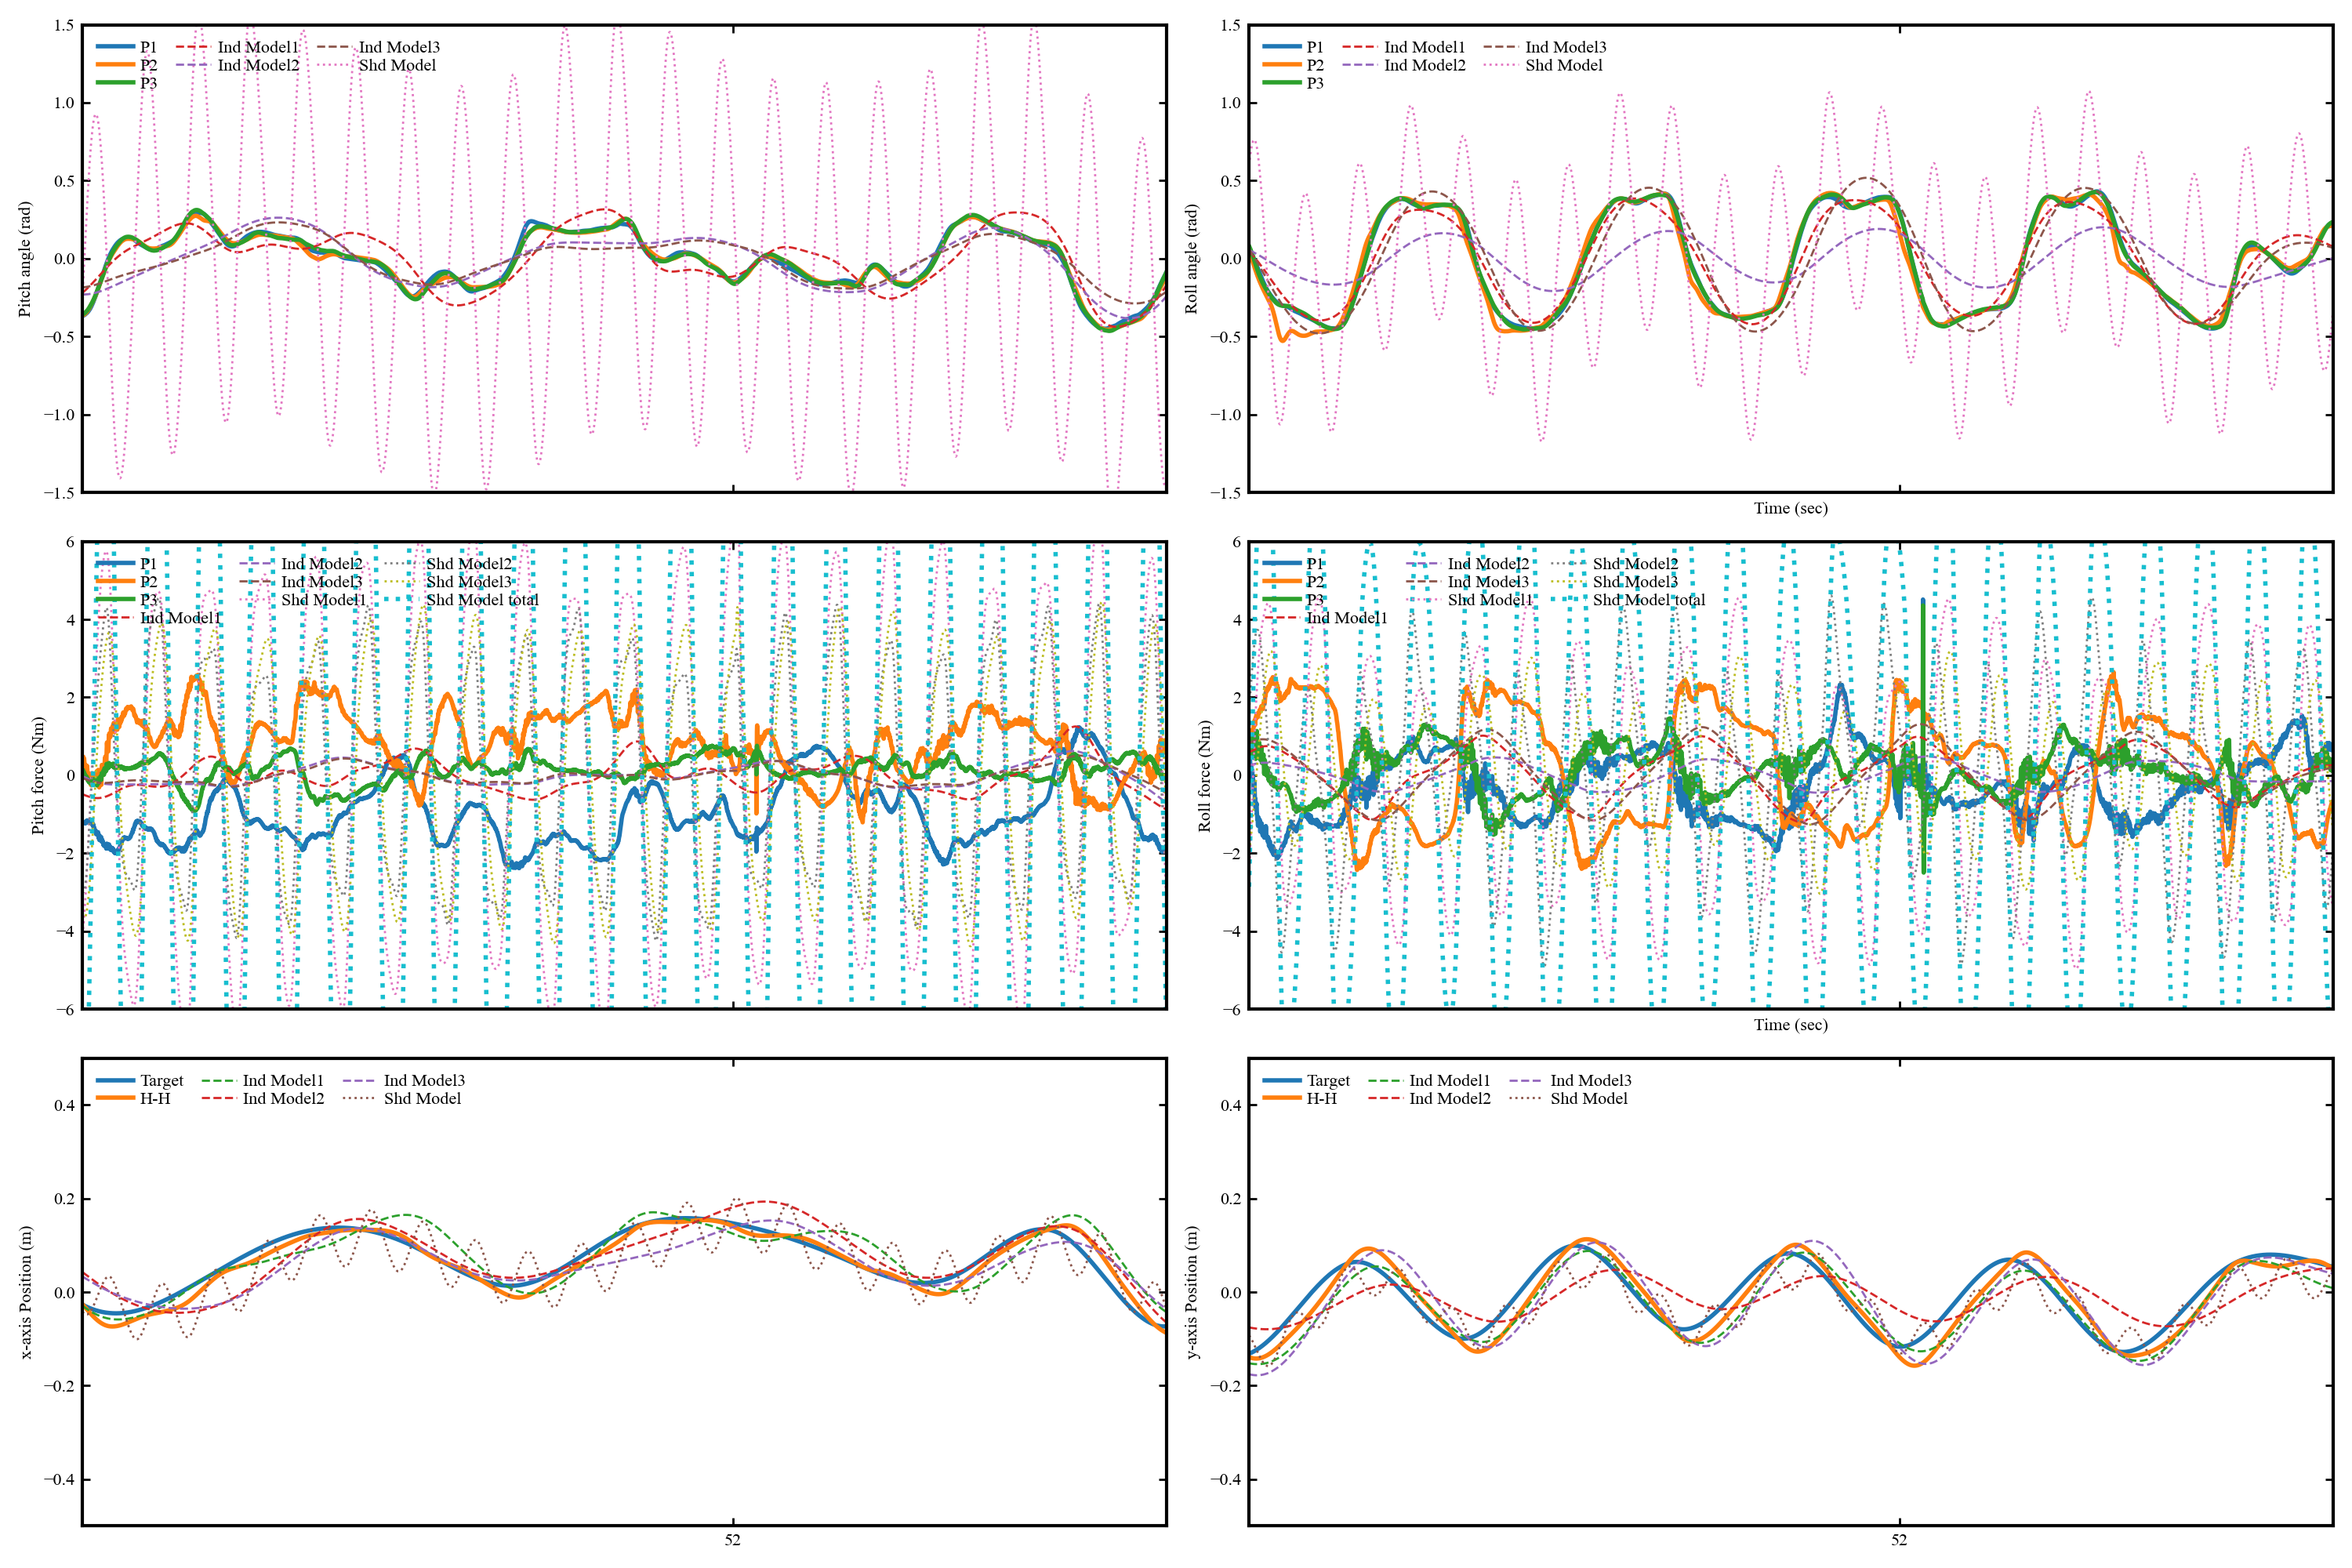 1.5
1.0
0.5
0.0
−0.5
−1.0
−1.5
Pitch angle (rad)
P1
P2
P3
Ind Model1
Ind Model2
Ind Model3
Shd Model
1.5
1.0
0.5
0.0
−0.5
−1.0
−1.5
Roll angle (rad)
P1
P2
P3
Ind Model1
Ind Model2
Ind Model3
Shd Model
Time (sec)
6
4
2
0
−2
−4
−6
Pitch force (Nm)
P1
P2
P3
Ind Model1
Ind Model2
Ind Model3
Shd Model1
Shd Model2
Shd Model3
Shd Model total
6
4
2
0
−2
−4
−6
Roll force (Nm)
P1
P2
P3
Ind Model1
Ind Model2
Ind Model3
Shd Model1
Shd Model2
Shd Model3
Shd Model total
Time (sec)
0.4
0.2
0.0
−0.2
−0.4
x-axis Position (m)
Target
H-H
Ind Model1
Ind Model2
Ind Model3
Shd Model
52
0.4
0.2
0.0
−0.2
−0.4
y-axis Position (m)
Target
H-H
Ind Model1
Ind Model2
Ind Model3
Shd Model
52